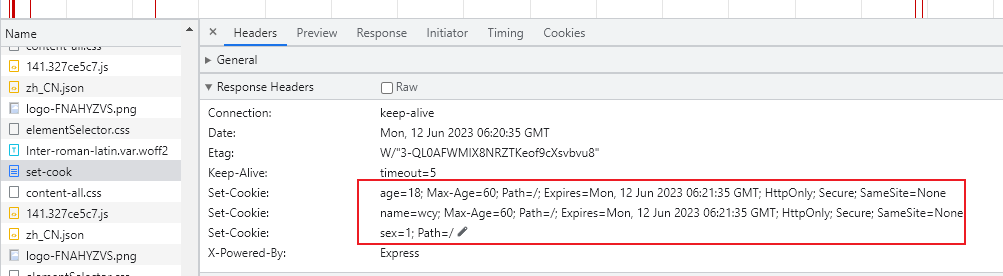 Name
content-all.css
141.327ce5c7.js
zh_CN.json
logo-FNAHYZVS.png
elementSelector.css
Inter-roman-latin.var.woff2
set-cook
content-all.css
141.327ce5c7.js
zh_CN.json
logo-FNAHYZVS.png
elementSelector.css
× Headers Preview Response Initiator Timing Cookies
▶ General
▼ Response Headers Raw
Connection: keep-alive
Date: Mon, 12 Jun 2023 06:20:35 GMT
Etag: W/"3-QL0AFWMIX8NRZTKeof9cXsvbvu8"
Keep-Alive: timeout=5
Set-Cookie: age=18; Max-Age=60; Path=/; Expires=Mon, 12 Jun 2023 06:21:35 GMT; HttpOnly; Secure; SameSite=None
Set-Cookie: name=wcy; Max-Age=60; Path=/; Expires=Mon, 12 Jun 2023 06:21:35 GMT; HttpOnly; Secure; SameSite=None
Set-Cookie: sex=1; Path=/
X-Powered-By: Express